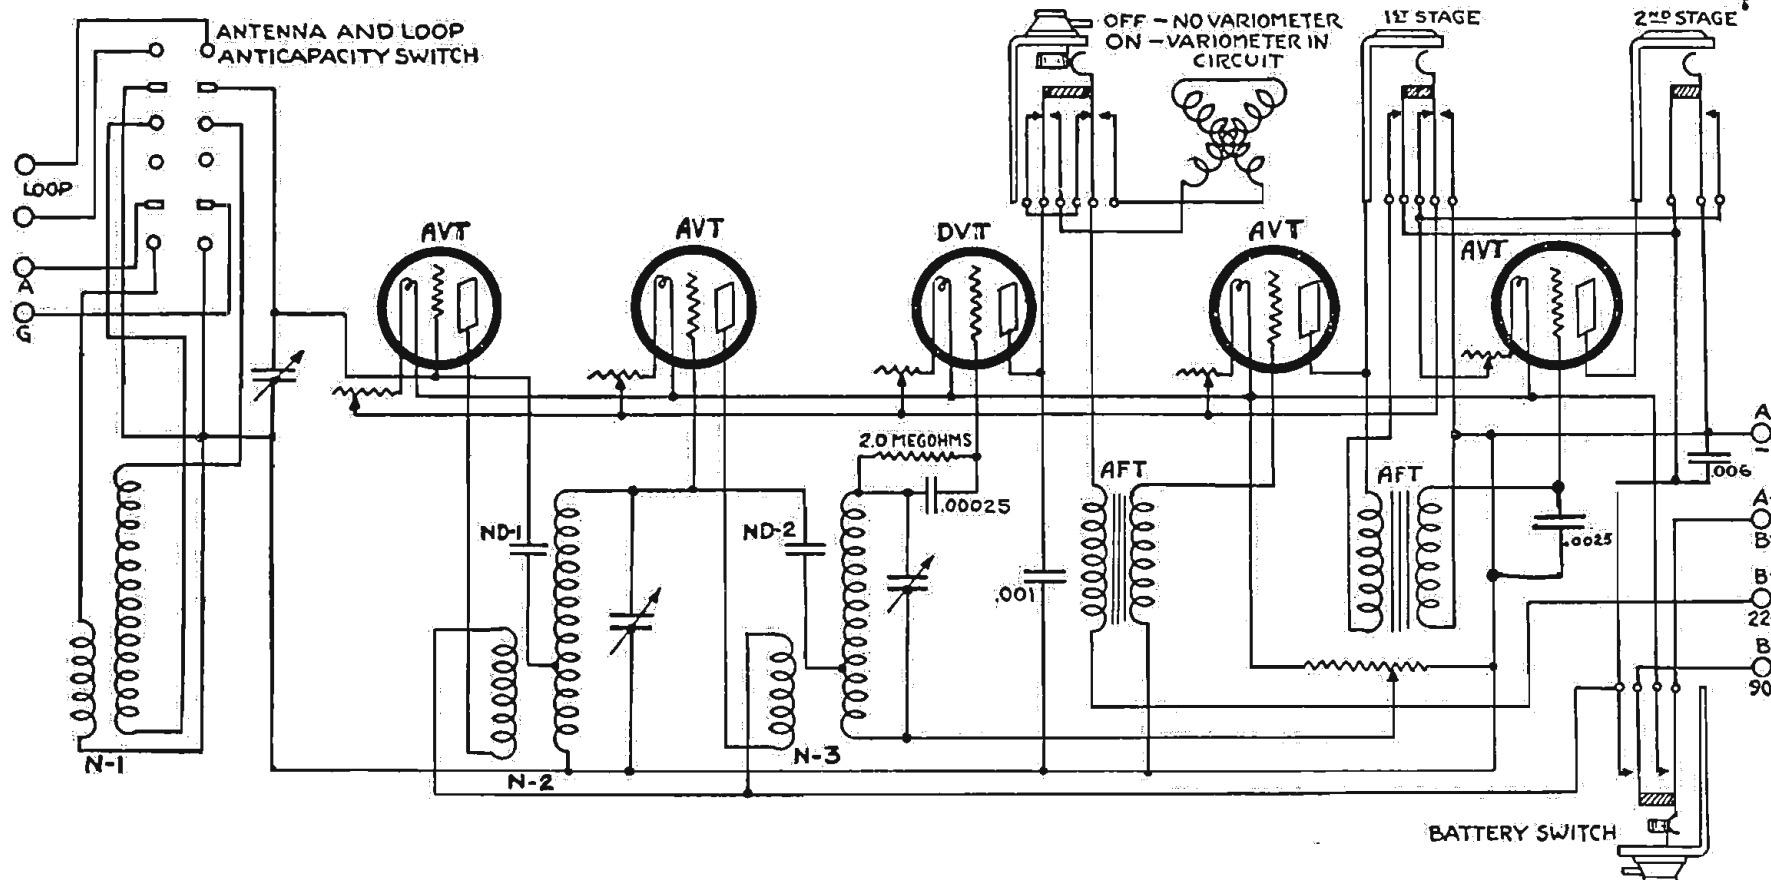 ANTENNA AND LOOP
ANTICAPACITY SWITCH
OFF - NO VARIOMETER
ON - VARIOMETER IN
CIRCUIT
1ST STAGE
2ND STAGE
LOOP
A
G
AVT
AVT
DVT
AVT
AVT
2.0 MEGOHMS
.00025
ND-1
ND-2
.001
AFT
AFT
.0025
.006
A
-
A
B
B
22
B
90
N-1
N-2
N-3
BATTERY SWITCH